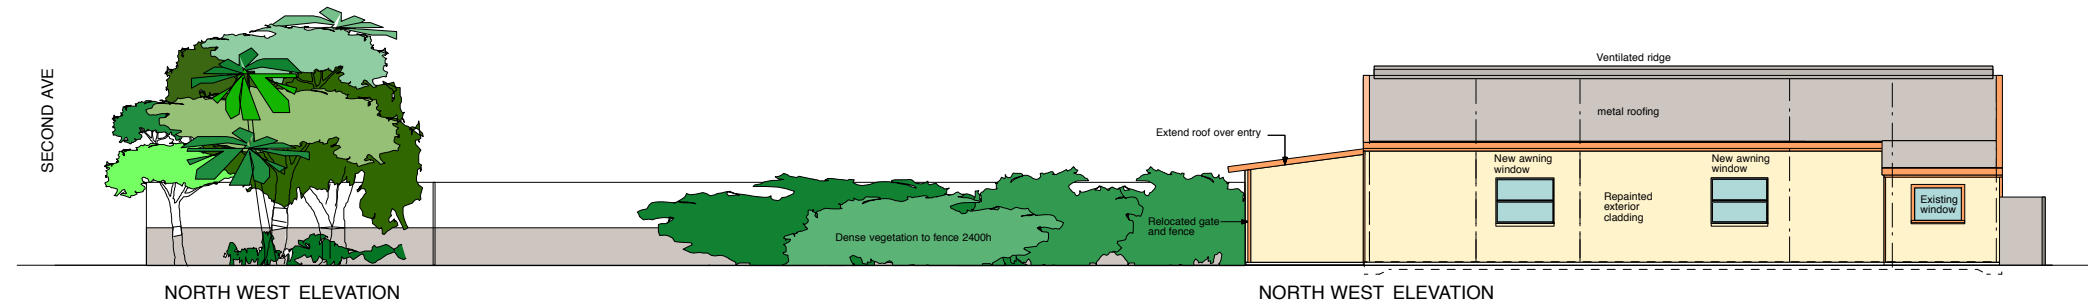 SECOND AVE
Ventilated ridge
metal roofing
Extend roof over entry
New awning
window
New awning
window
Repainted
exterior
cladding
Existing
window
Relocated gate
and fence
Dense vegetation to fence 2400h
NORTH WEST ELEVATION
NORTH WEST ELEVATION